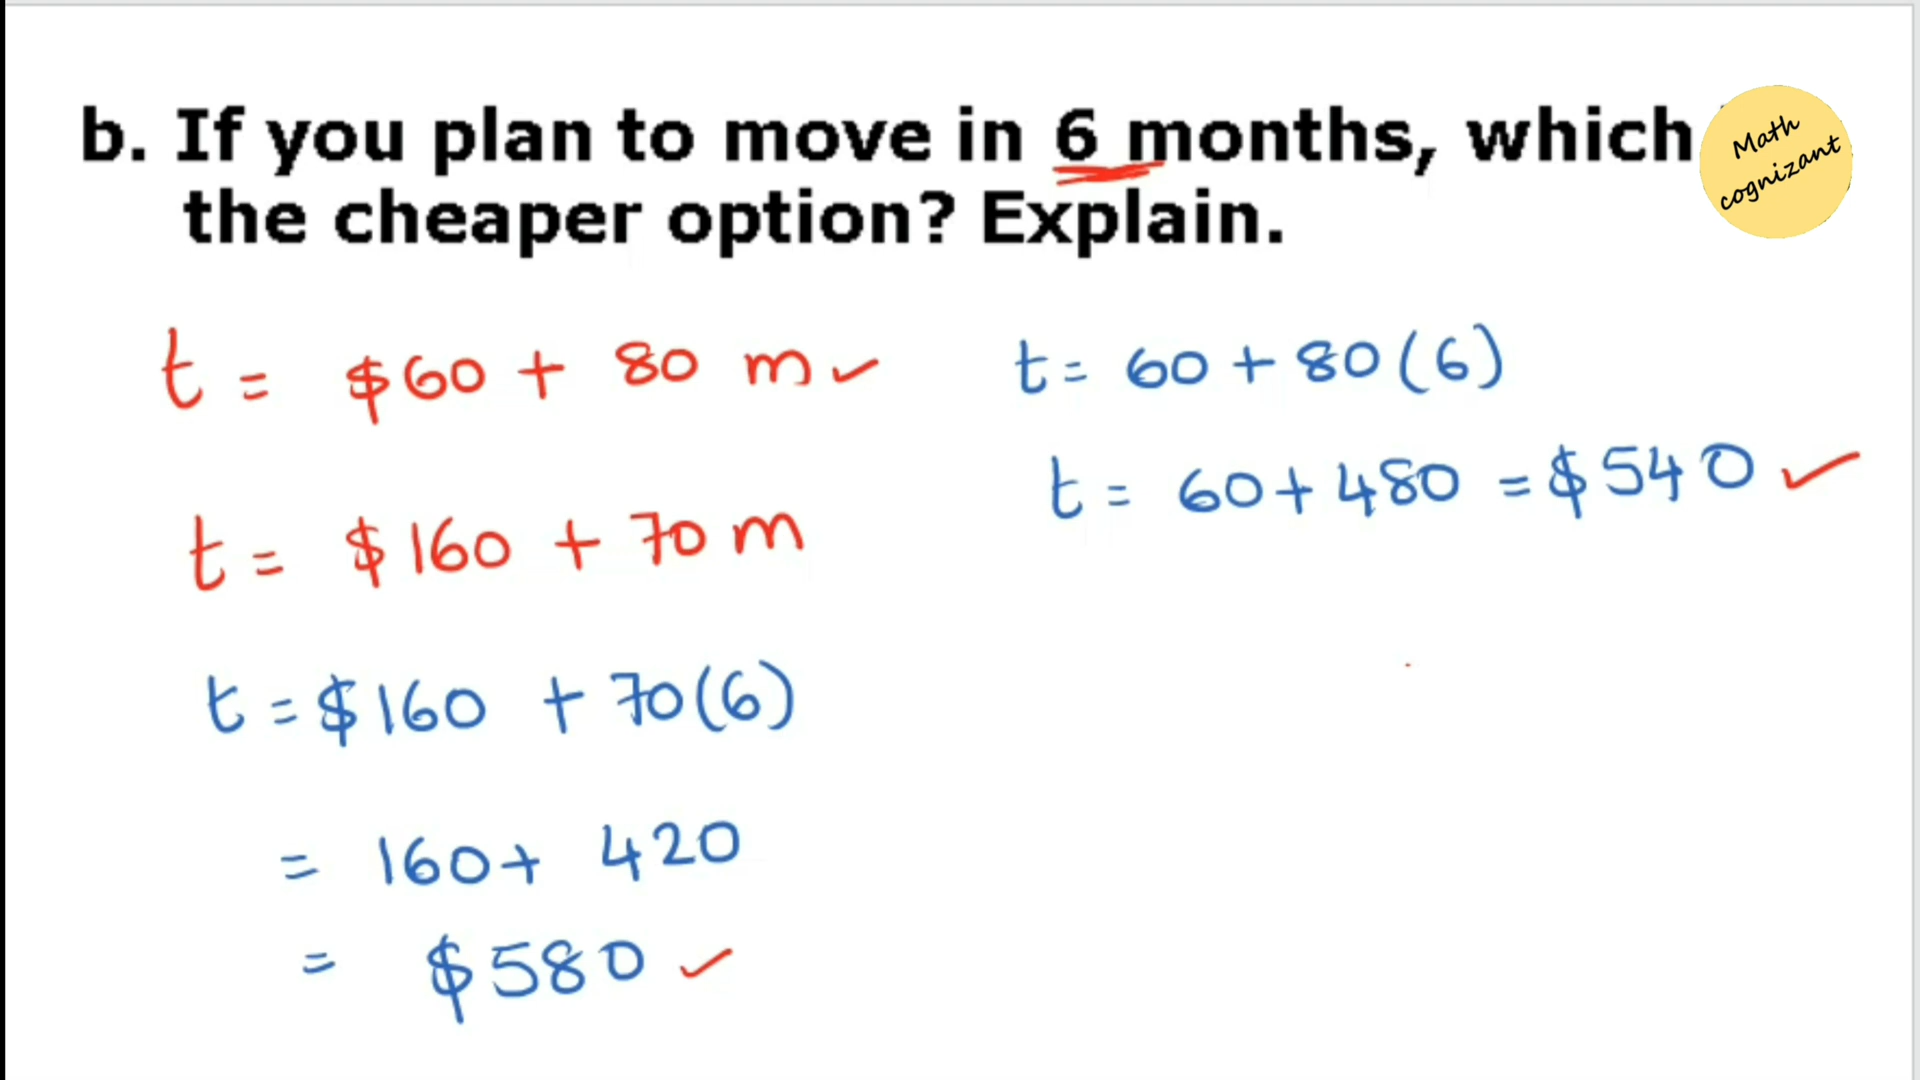 b. If you plan to move in 6 months, which
the cheaper option? Explain.
Math
cognizant
t = $60 + 80 m
t = $160 + 70 m
t = $160 + 70(6)
= 160 + 420
= $580
t = 60 + 80(6)
t = 60 + 480 = $540